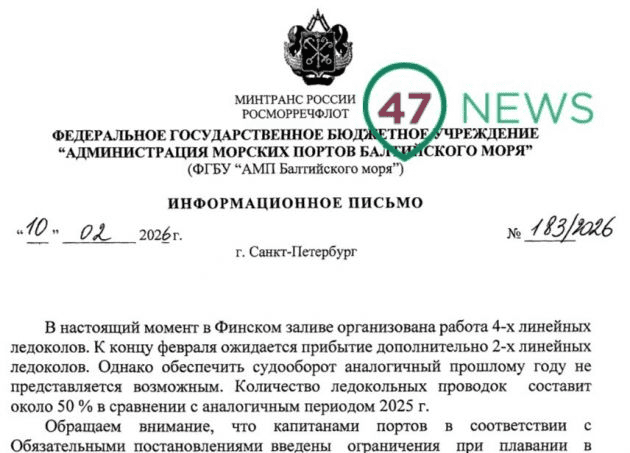 МИНТРАНС РОССИИ
РОСМОРРЕЧФЛОТ
47 NEWS
ФЕДЕРАЛЬНОЕ ГОСУДАРСТВЕННОЕ БЮДЖЕТНОЕ УЧРЕЖДЕНИЕ
“АДМИНИСТРАЦИЯ МОРСКИХ ПОРТОВ БАЛТИЙСКОГО МОРЯ”
(ФГБУ “АМП Балтийского моря”)
ИНФОРМАЦИОННОЕ ПИСЬМО
“10” 02 2026 г. № 183/2026
г. Санкт-Петербург
В настоящий момент в Финском заливе организована работа 4-х линейных
ледоколов. К концу февраля ожидается прибытие дополнительно 2-х линейных
ледоколов. Однако обеспечить судооборот аналогичный прошлому году не
представляется возможным. Количество ледокольных проводок составит
около 50 % в сравнении с аналогичным периодом 2025 г.
Обращаем внимание, что капитанами портов в соответствии с
Обязательными постановлениями введены ограничения при плавании в